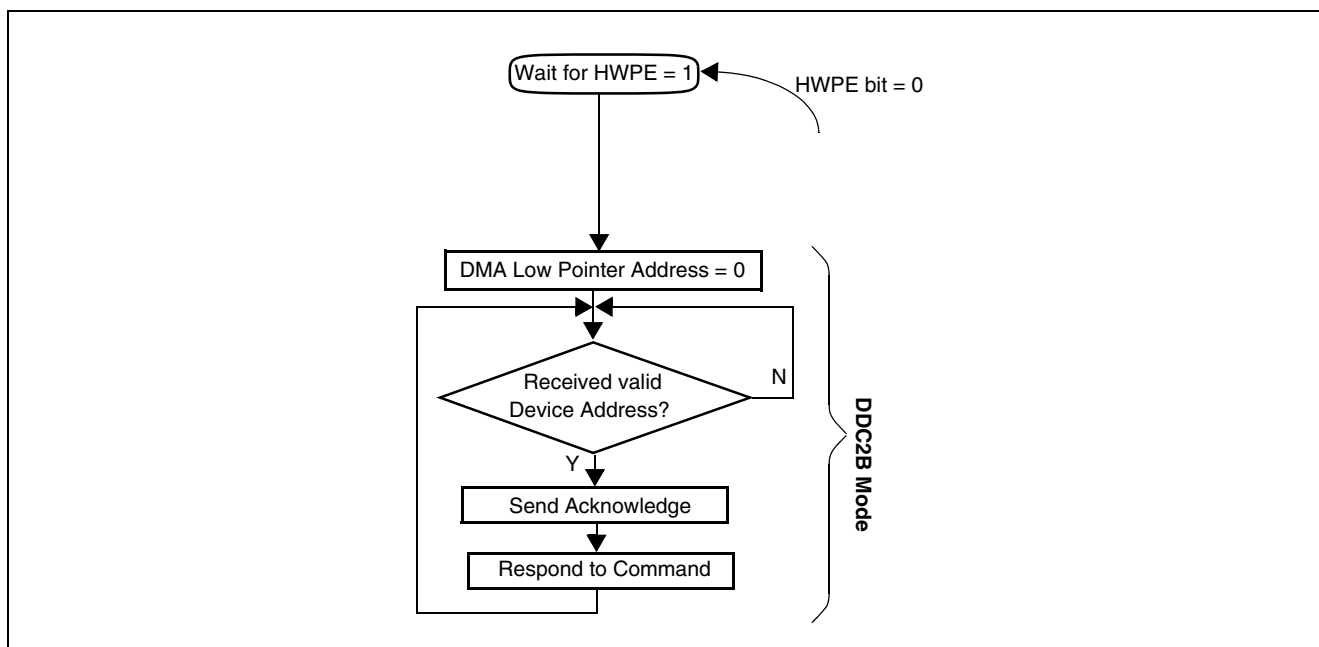 Wait for HWPE = 1
HWPE bit = 0
DMA Low Pointer Address = 0
Received valid
Device Address?
N
Y
Send Acknowledge
Respond to Command
DDC2B Mode